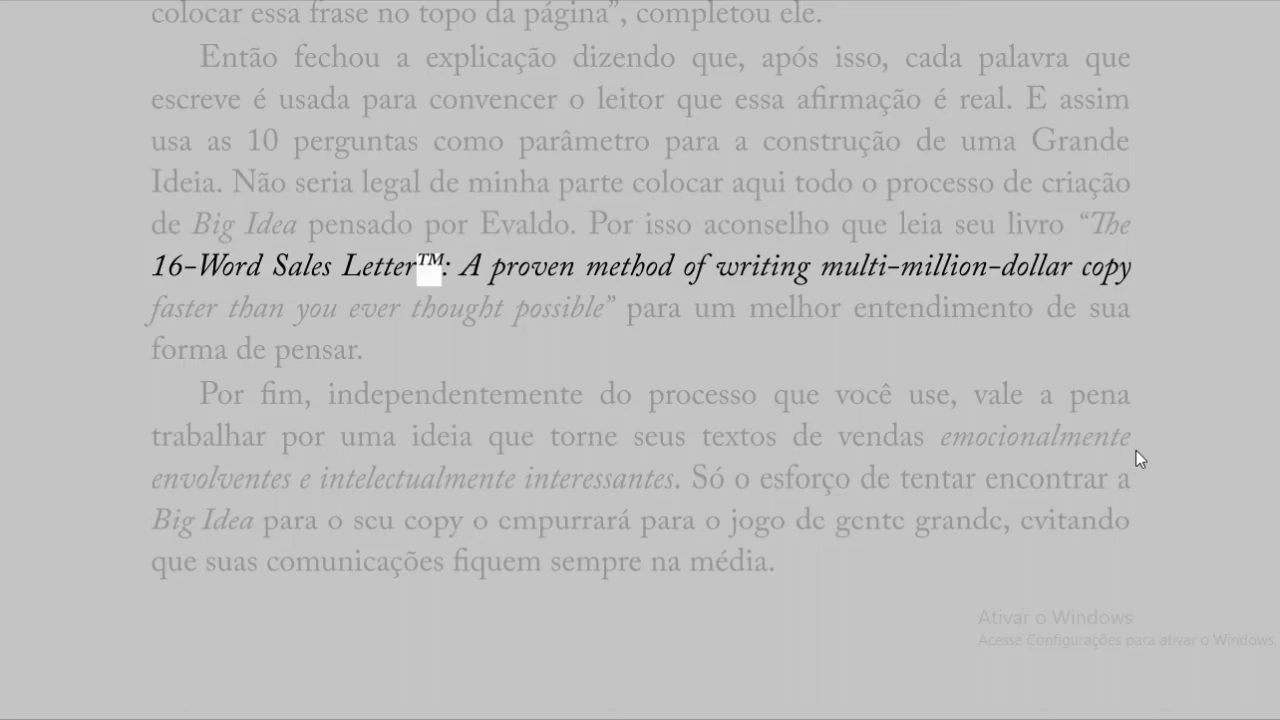 colocar essa frase no topo da página”, completou ele.
Então fechou a explicação dizendo que, após isso, cada palavra que
escreve é usada para convencer o leitor que essa afirmação é real. E assim
usa as 10 perguntas como parâmetro para a construção de uma Grande
Ideia. Não seria legal de minha parte colocar aqui todo o processo de criação
de Big Idea pensado por Evaldo. Por isso aconselho que leia seu livro “The
16-Word Sales Letter™: A proven method of writing multi-million-dollar copy
faster than you ever thought possible” para um melhor entendimento de sua
forma de pensar.
Por fim, independentemente do processo que você use, vale a pena
trabalhar por uma ideia que torne seus textos de vendas emocionalmente
envolventes e intelectualmente interessantes. Só o esforço de tentar encontrar a
Big Idea para o seu copy o empurrará para o jogo de gente grande, evitando
que suas comunicações fiquem sempre na média.
Ativar o Windows
Acesse Configurações para ativar o Windows.